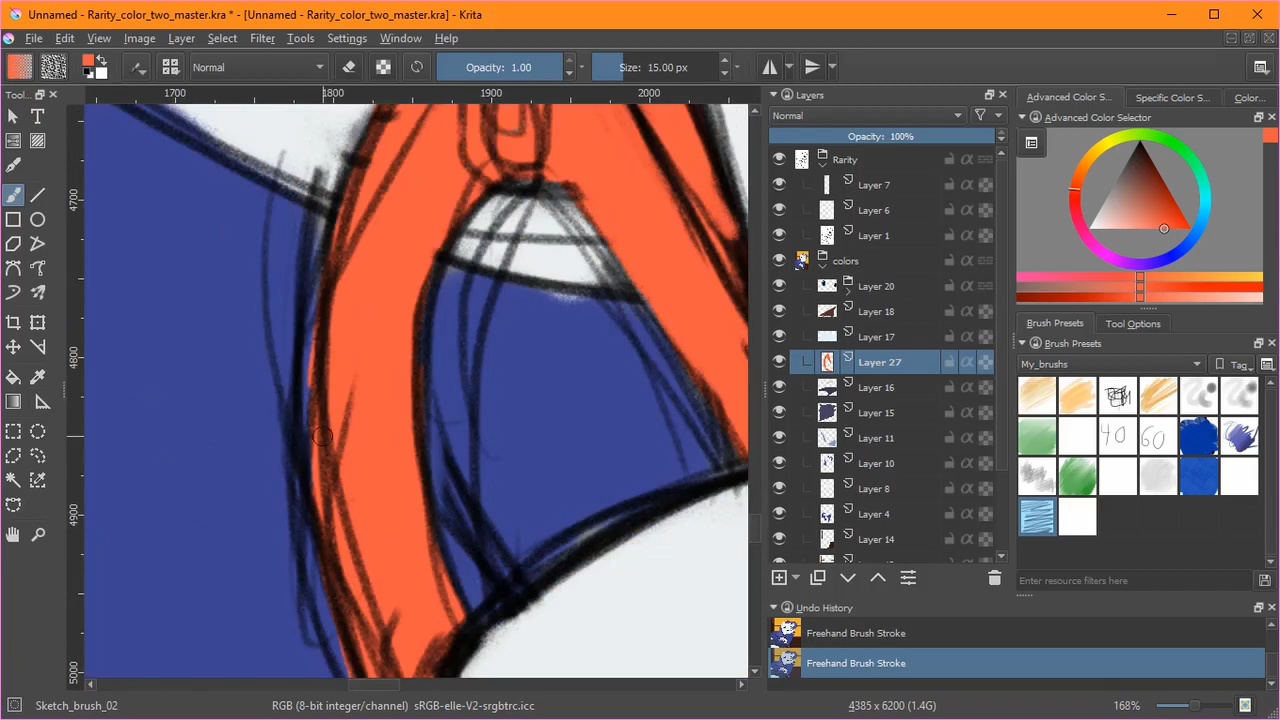 Unnamed - Rarity_color_two_master.kra * - [Unnamed - Rarity_color_two_master.kra] - Krita
File Edit View Image Layer Select Filter Tools Settings Window Help
Normal Opacity: 1.00 Size: 15.00 px
Tool...
1700 1800 1900 2000
4700
4800
4900
5000
Layers
Normal
Opacity: 100%
Rarity
Layer 7
Layer 6
Layer 1
colors
Layer 20
Layer 18
Layer 17
Layer 27
Layer 16
Layer 15
Layer 11
Layer 10
Layer 8
Layer 4
Layer 14
Undo History
Freehand Brush Stroke
Freehand Brush Stroke
Advanced Color S... Specific Color S... Color...
Advanced Color Selector
Brush Presets Tool Options
Brush Presets
My_brushs Tag
40 60
Enter resource filters here
Sketch_brush_02 RGB (8-bit integer/channel) sRGB-elle-V2-srgbtrc.icc 4385 x 6200 (1.4G) 168%